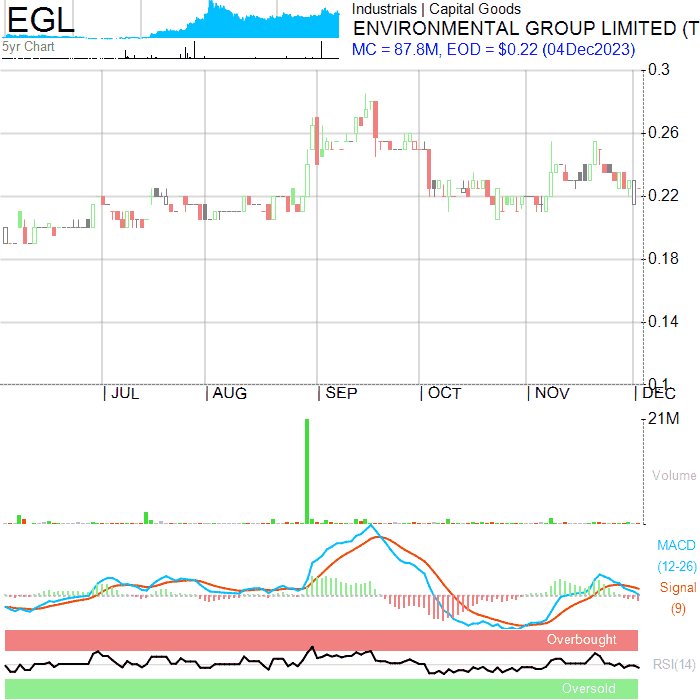 EGL
5yr Chart
Industrials | Capital Goods
ENVIRONMENTAL GROUP LIMITED (T
MC = 87.8M, EOD = $0.22 (04Dec2023)
0.3
0.26
0.22
0.18
0.14
0.1
JUL AUG SEP OCT NOV DEC
21M
Volume
MACD
(12-26)
Signal
(9)
Overbought
RSI(14)
Oversold